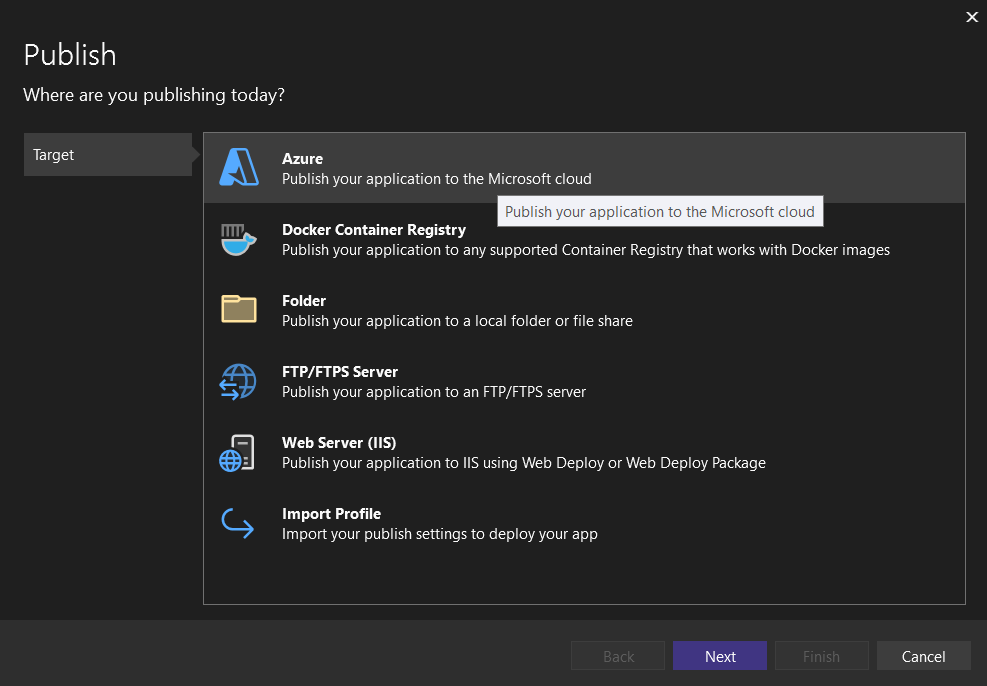 Publish
Where are you publishing today?
Target
Azure
Publish your application to the Microsoft cloud
Publish your application to the Microsoft cloud
Docker Container Registry
Publish your application to any supported Container Registry that works with Docker images
Folder
Publish your application to a local folder or file share
FTP/FTPS Server
Publish your application to an FTP/FTPS server
Web Server (IIS)
Publish your application to IIS using Web Deploy or Web Deploy Package
Import Profile
Import your publish settings to deploy your app
Back
Next
Finish
Cancel